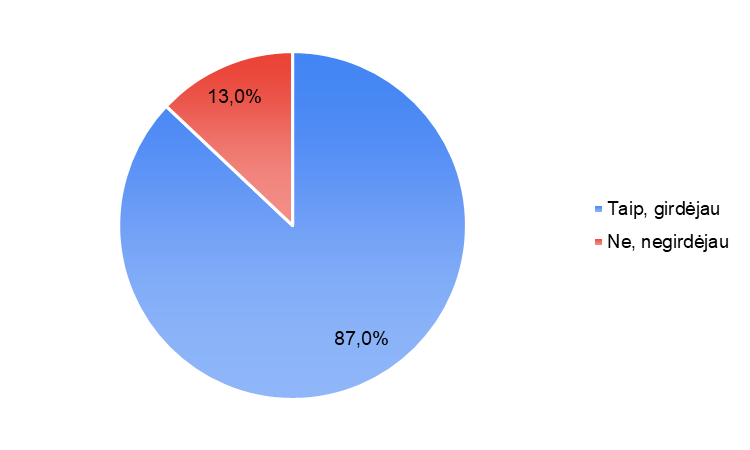 13,0%
Taip, girdėjau
Ne, negirdėjau
87,0%